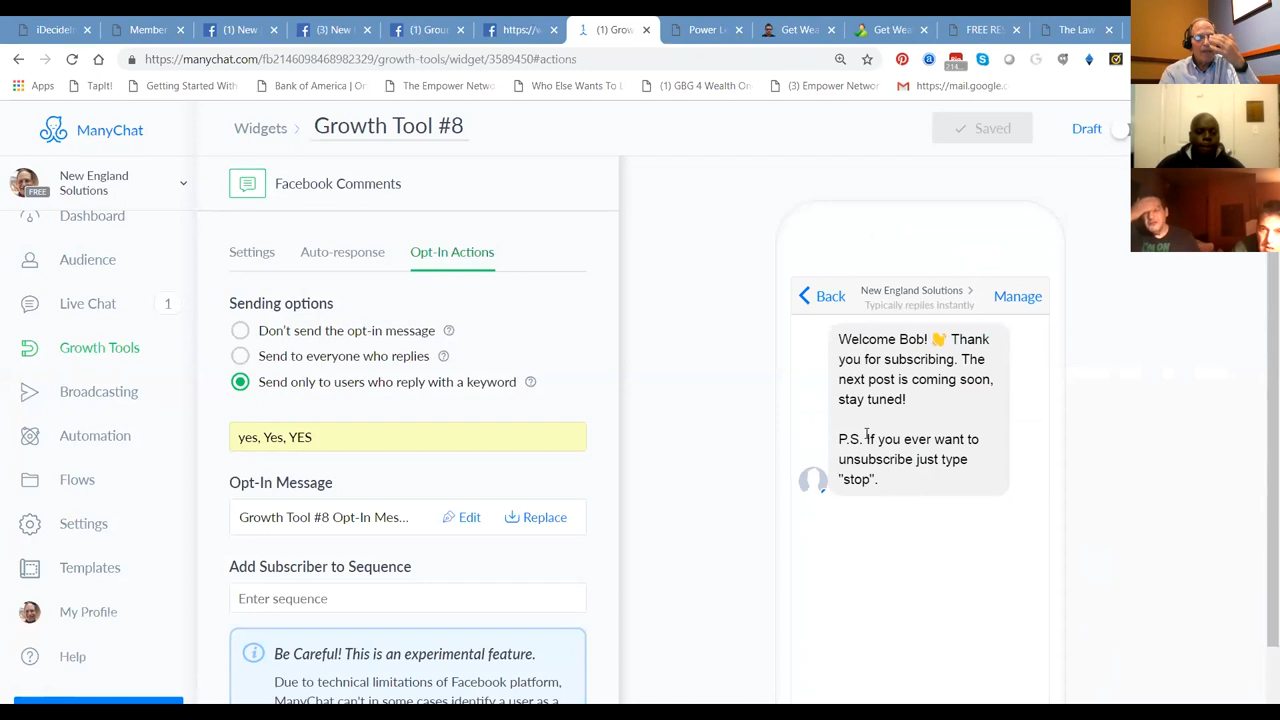 iDecideIt
Member
(1) New
(3) New
(1) Grou
https://w
(1) Grow
Power Le
Get Wea
Get Wea
FREE RE
The Law
https://manychat.com/fb2146098468982329/growth
widget/3589450#actions
214...
Apps
TapIt!
Getting Started With
Bank of America | On
The Empower Netwo
Who Else Wants To L
(1) GBG 4 Wealth On
(3) Empower Networ
https://mail.google.c
ManyChat
Widgets
Growth Tool #8
Saved
Draft
New England
Solutions
FREE
Dashboard
Audience
Live Chat
1
Growth Tools
Broadcasting
Automation
Flows
Settings
Templates
My Profile
Help
Facebook Comments
Settings
Auto-response
Opt-In Actions
Sending options
Don't send the opt-in message
Send to everyone who replies
Send only to users who reply with a keyword
yes, Yes, YES
Opt-In Message
Growth Tool #8 Opt-In Mes...
Edit
Replace
Add Subscriber to Sequence
Enter sequence
Be Careful! This is an experimental feature.
Due to technical limitations of Facebook platform,
ManyChat can't in some cases identify a user as a
Back
New England Solutions
Typically replies instantly
Manage
Welcome Bob! 👋 Thank
you for subscribing. The
next post is coming soon,
stay tuned!
P.S. If you ever want to
unsubscribe just type
"stop".